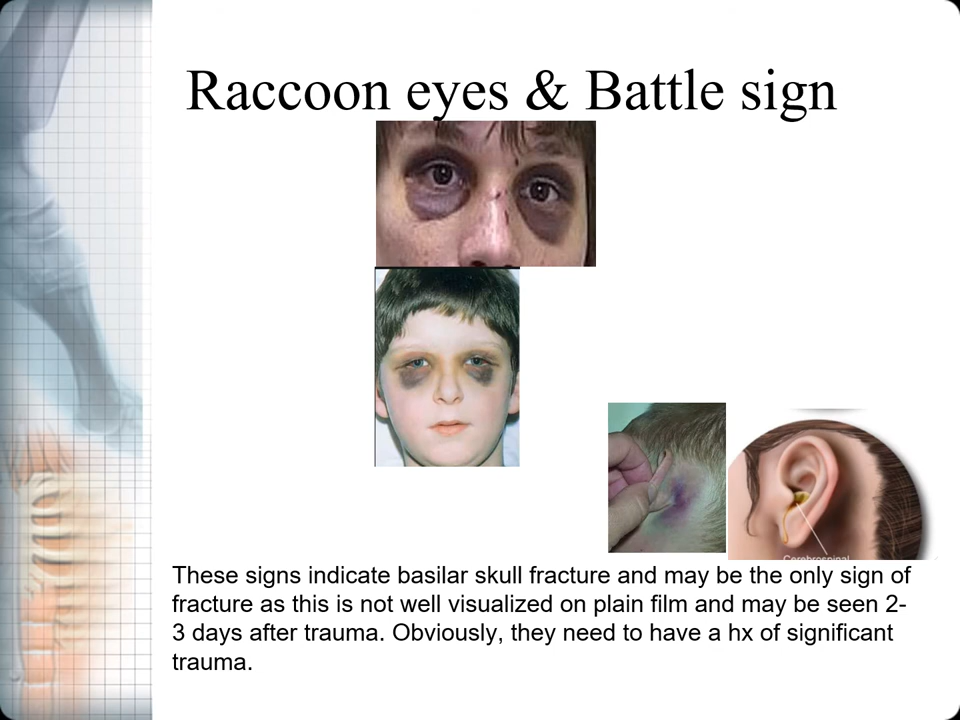 Raccoon eyes & Battle sign
Cerebrospinal
These signs indicate basilar skull fracture and may be the only sign of
fracture as this is not well visualized on plain film and may be seen 2-
3 days after trauma. Obviously, they need to have a hx of significant
trauma.